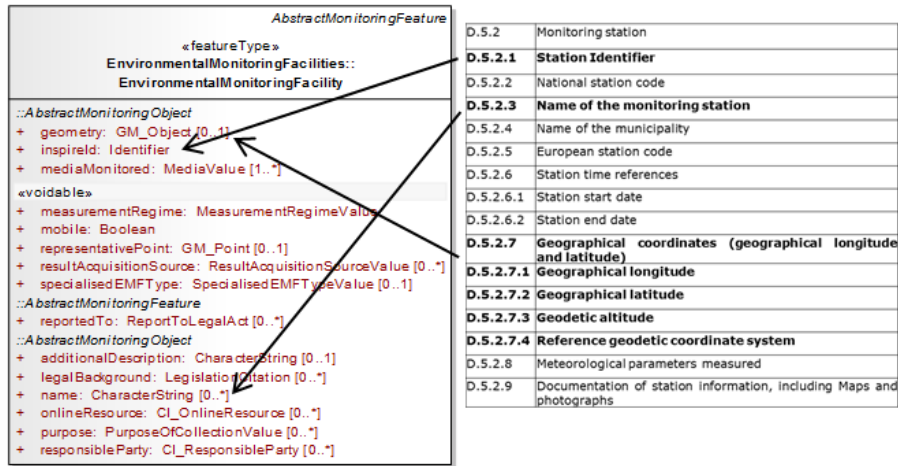 AbstractMonitoringFeature
«featureType»
EnvironmentalMonitoringFacilities::
EnvironmentalMonitoringFacility
::AbstractMonitoringObject
+ geometry: GM_Object [0..1]
+ inspireId: Identifier
+ mediaMonitored: MediaValue [1..*]
«voidable»
+ measurementRegime: MeasurementRegimeValue
+ mobile: Boolean
+ representativePoint: GM_Point [0..1]
+ resultAcquisitionSource: ResultAcquisitionSourceValue [0..*]
+ specialisedEMFType: SpecialisedEMFTypeValue [0..1]
::AbstractMonitoringFeature
+ reportedTo: ReportToLegalAct [0..*]
::AbstractMonitoringObject
+ additionalDescription: CharacterString [0..1]
+ legalBackground: LegislationCitation [0..*]
+ name: CharacterString [0..*]
+ onlineResource: CI_OnlineResource [0..*]
+ purpose: PurposeOfCollectionValue [0..*]
+ responsibleParty: CI_ResponsibleParty [0..*]
D.5.2 Monitoring station
D.5.2.1 Station Identifier
D.5.2.2 National station code
D.5.2.3 Name of the monitoring station
D.5.2.4 Name of the municipality
D.5.2.5 European station code
D.5.2.6 Station time references
D.5.2.6.1 Station start date
D.5.2.6.2 Station end date
D.5.2.7 Geographical coordinates (geographical longitude
and latitude)
D.5.2.7.1 Geographical longitude
D.5.2.7.2 Geographical latitude
D.5.2.7.3 Geodetic altitude
D.5.2.7.4 Reference geodetic coordinate system
D.5.2.8 Meteorological parameters measured
D.5.2.9 Documentation of station information, including Maps and
photographs